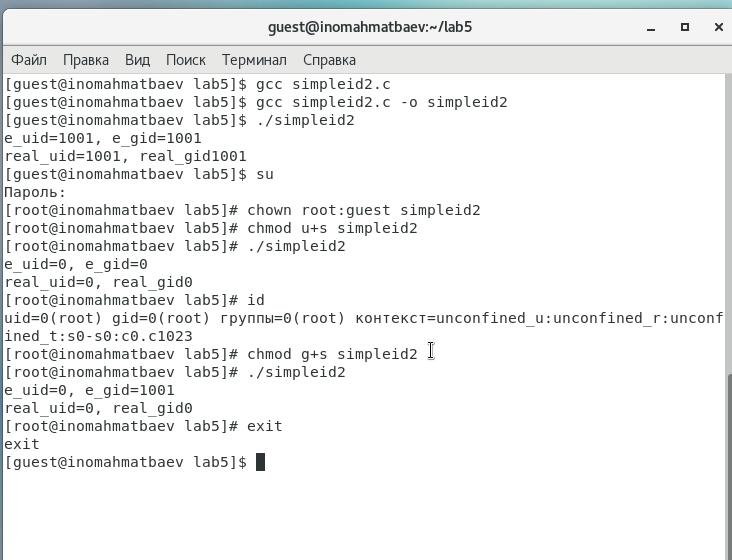 guest@inomahmatbaev:~/lab5
Файл Правка Вид Поиск Терминал Справка
[guest@inomahmatbaev lab5]$ gcc simpleid2.c
[guest@inomahmatbaev lab5]$ gcc simpleid2.c -o simpleid2
[guest@inomahmatbaev lab5]$ ./simpleid2
e_uid=1001, e_gid=1001
real_uid=1001, real_gid1001
[guest@inomahmatbaev lab5]$ su
Пароль:
[root@inomahmatbaev lab5]# chown root:guest simpleid2
[root@inomahmatbaev lab5]# chmod u+s simpleid2
[root@inomahmatbaev lab5]# ./simpleid2
e_uid=0, e_gid=0
real_uid=0, real_gid0
[root@inomahmatbaev lab5]# id
uid=0(root) gid=0(root) группы=0(root) контекст=unconfined_u:unconfined_r:unconf
ined_t:s0-s0:c0.c1023
[root@inomahmatbaev lab5]# chmod g+s simpleid2
[root@inomahmatbaev lab5]# ./simpleid2
e_uid=0, e_gid=1001
real_uid=0, real_gid0
[root@inomahmatbaev lab5]# exit
exit
[guest@inomahmatbaev lab5]$